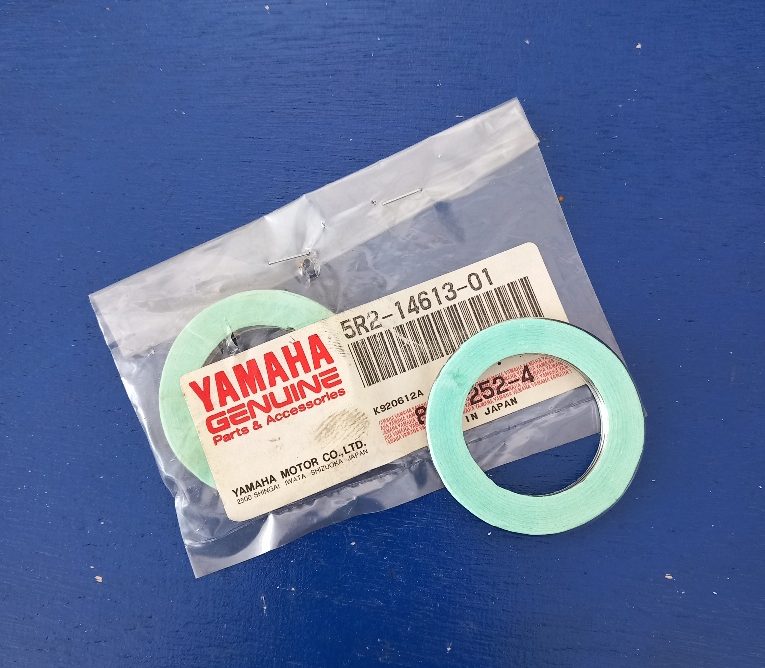 5R2-14613-01
YAMAHA
GENUINE
Parts & Accessories
K920612A
252-4
IN JAPAN
YAMAHA MOTOR CO., LTD.
2500 SHINGAI IWATA SHIZUOKA JAPAN